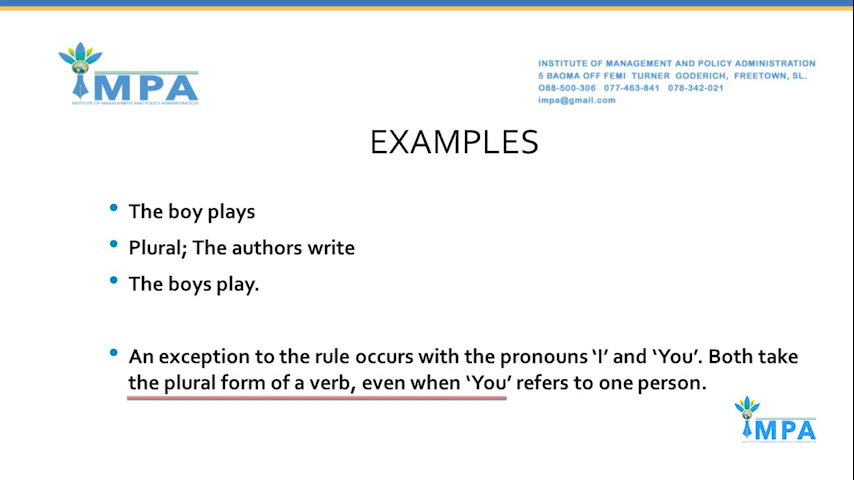 MPA
INSTITUTE OF MANAGEMENT AND POLICY ADMINISTRATION
INSTITUTE OF MANAGEMENT AND POLICY ADMINISTRATION
5 BAOMA OFF FEMI TURNER GODERICH, FREETOWN, SL.
O88-500-306 077-463-841 078-342-021
impa@gmail.com
EXAMPLES
• The boy plays
• Plural; The authors write
• The boys play.
• An exception to the rule occurs with the pronouns ‘I’ and ‘You’. Both take
the plural form of a verb, even when ‘You’ refers to one person.
MPA